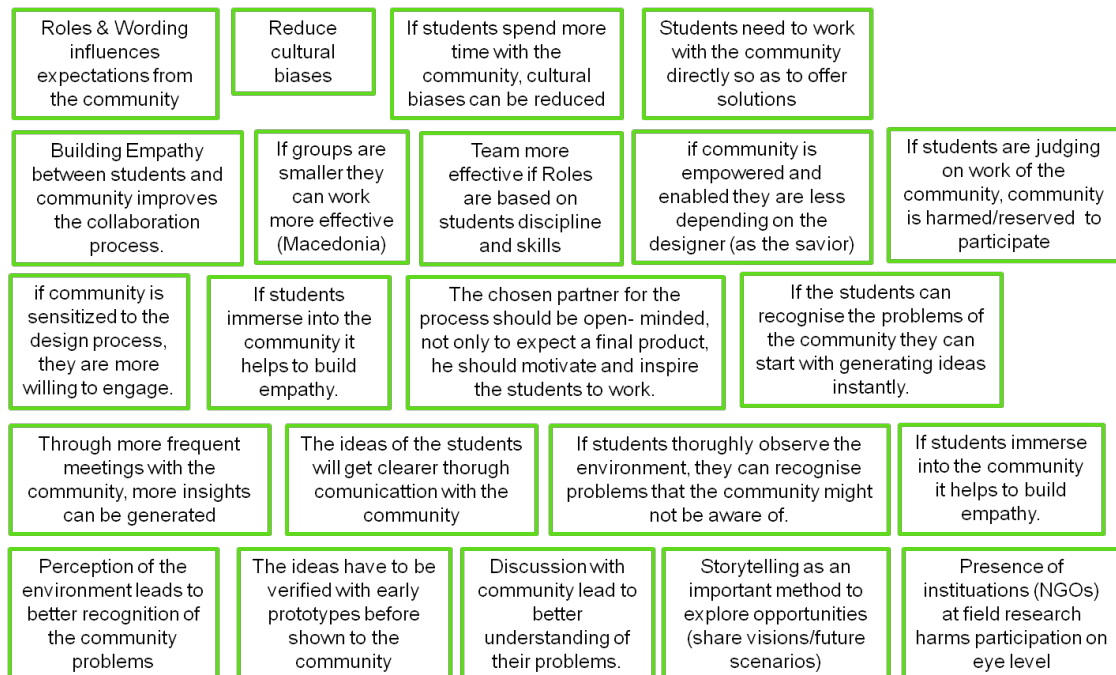 Roles & Wording
influences
expectations from
the community
Reduce
cultural
biases
If students spend more
time with the
community, cultural
biases can be reduced
Students need to work
with the community
directly so as to offer
solutions
Building Empathy
between students and
community improves
the collaboration
process.
If groups are
smaller they
can work
more effective
(Macedonia)
Team more
effective if Roles
are based on
students discipline
and skills
if community is
empowered and
enabled they are less
depending on the
designer (as the savior)
If students are judging
on work of the
community, community
is harmed/reserved to
participate
if community is
sensitized to the
design process,
they are more
willing to engage.
If students
immerse into the
community it
helps to build
empathy.
The chosen partner for the
process should be open- minded,
not only to expect a final product,
he should motivate and inspire
the students to work.
If the students can
recognise the problems of
the community they can
start with generating ideas
instantly.
Through more frequent
meetings with the
community, more insights
can be generated
The ideas of the students
will get clearer thorugh
comunicattion with the
community
If students thorughly observe the
environment, they can recognise
problems that the community might
not be aware of.
If students immerse
into the community
it helps to build
empathy.
Perception of the
environment leads to
better recognition of
the community
problems
The ideas have to be
verified with early
prototypes before
shown to the
community
Discussion with
community lead to
better
understanding of
their problems.
Storytelling as an
important method to
explore opportunities
(share visions/future
scenarios)
Presence of
instituations (NGOs)
at field research
harms participation on
eye level